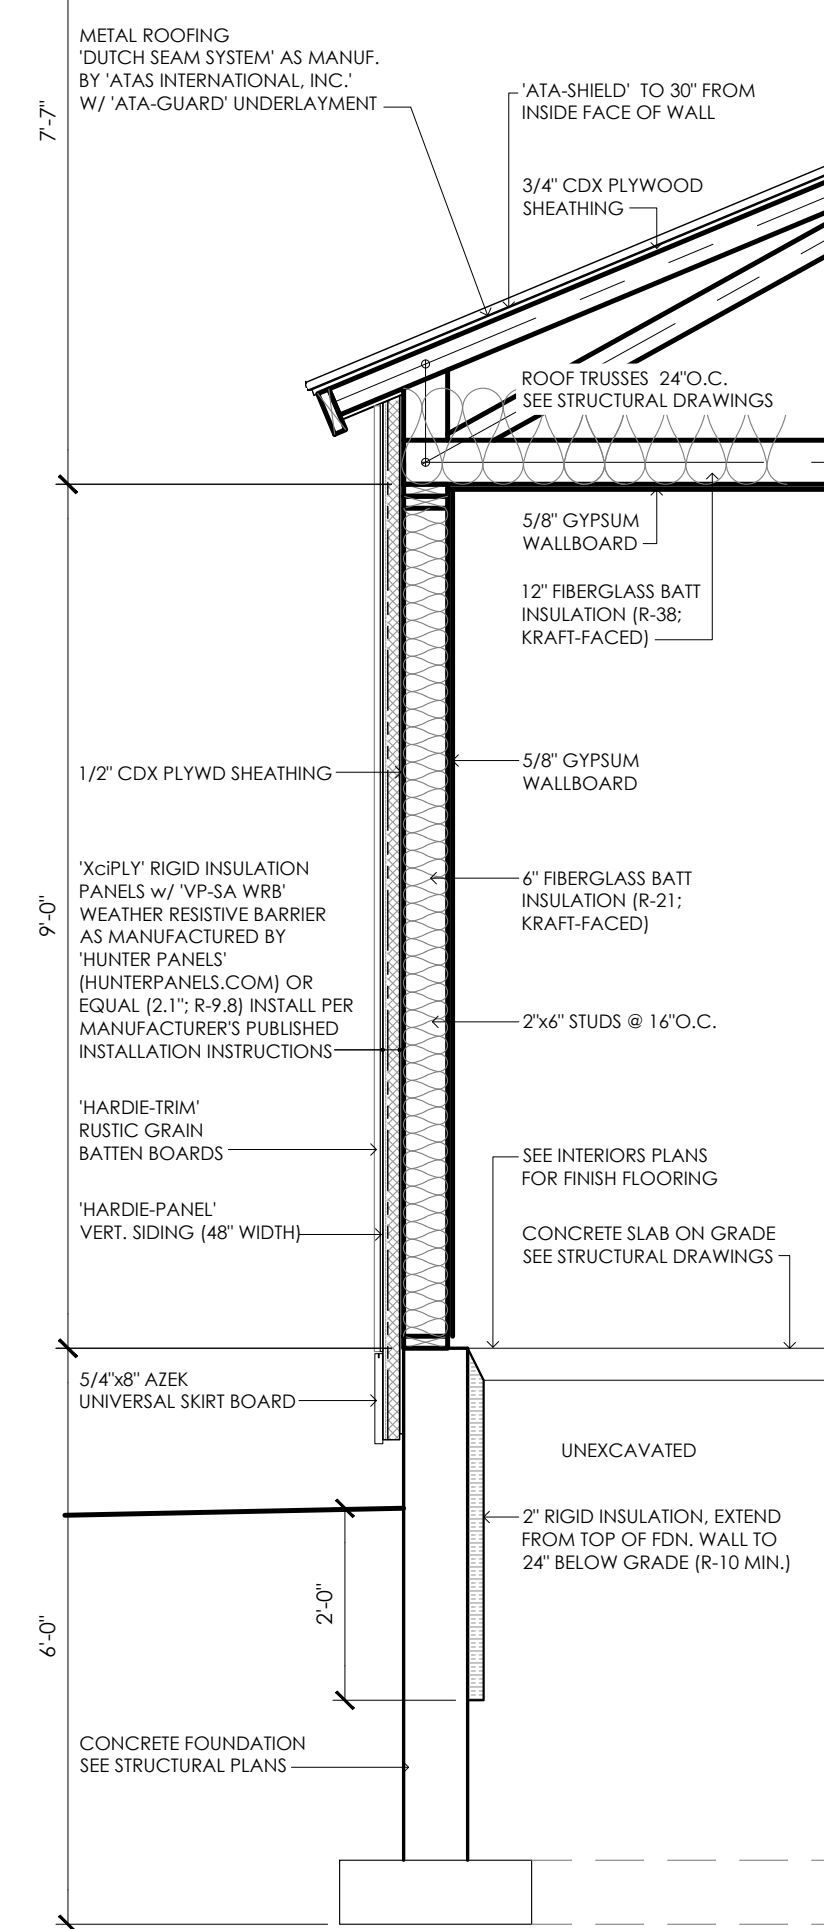 METAL ROOFING
'DUTCH SEAM SYSTEM' AS MANUF.
BY 'ATAS INTERNATIONAL, INC.'
W/ 'ATA-GUARD' UNDERLAYMENT
'ATA-SHIELD' TO 30" FROM
INSIDE FACE OF WALL
7'-7"
3/4" CDX PLYWOOD
SHEATHING
ROOF TRUSSES 24"O.C.
SEE STRUCTURAL DRAWINGS
5/8" GYPSUM
WALLBOARD
12" FIBERGLASS BATT
INSULATION (R-38;
KRAFT-FACED)
1/2" CDX PLYWD SHEATHING
5/8" GYPSUM
WALLBOARD
'XciPLY' RIGID INSULATION
PANELS w/ 'VP-SA WRB'
WEATHER RESISTIVE BARRIER
AS MANUFACTURED BY
'HUNTER PANELS'
(HUNTERPANELS.COM) OR
EQUAL (2.1"; R-9.8) INSTALL PER
MANUFACTURER'S PUBLISHED
INSTALLATION INSTRUCTIONS
9'-0"
6" FIBERGLASS BATT
INSULATION (R-21;
KRAFT-FACED)
2"x6" STUDS @ 16"O.C.
'HARDIE-TRIM'
RUSTIC GRAIN
BATTEN BOARDS
'HARDIE-PANEL'
VERT. SIDING (48" WIDTH)
SEE INTERIORS PLANS
FOR FINISH FLOORING
CONCRETE SLAB ON GRADE
SEE STRUCTURAL DRAWINGS
5/4"x8" AZEK
UNIVERSAL SKIRT BOARD
UNEXCAVATED
2" RIGID INSULATION, EXTEND
FROM TOP OF FDN. WALL TO
24" BELOW GRADE (R-10 MIN.)
2'-0"
6'-0"
CONCRETE FOUNDATION
SEE STRUCTURAL PLANS